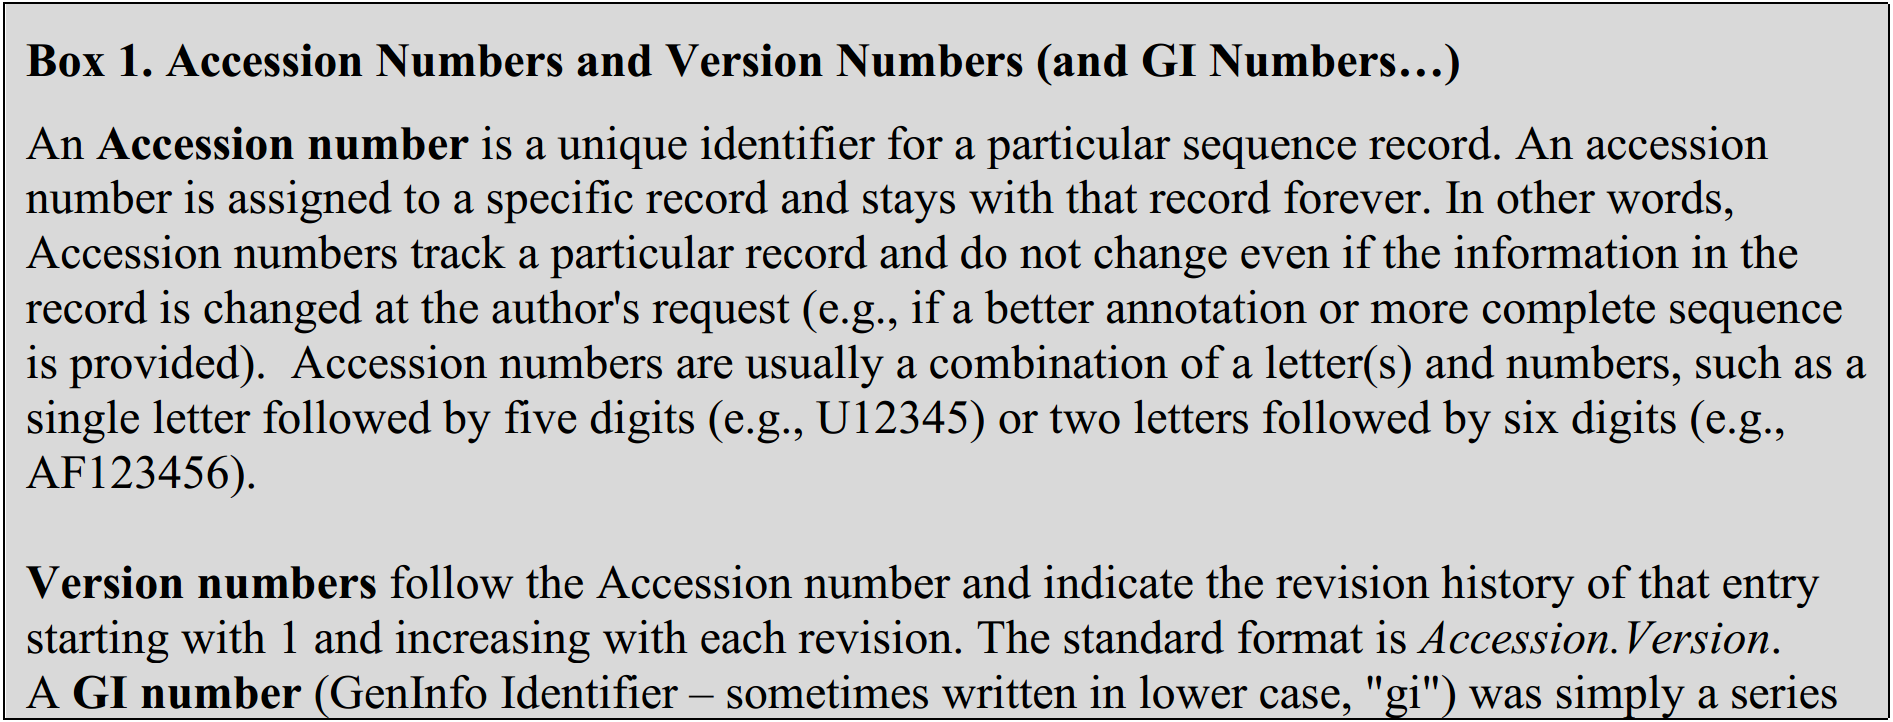 Box 1. Accession Numbers and Version Numbers (and GI Numbers…)
An Accession number is a unique identifier for a particular sequence record. An accession
number is assigned to a specific record and stays with that record forever. In other words,
Accession numbers track a particular record and do not change even if the information in the
record is changed at the author's request (e.g., if a better annotation or more complete sequence
is provided).  Accession numbers are usually a combination of a letter(s) and numbers, such as a
single letter followed by five digits (e.g., U12345) or two letters followed by six digits (e.g.,
AF123456).
Version numbers follow the Accession number and indicate the revision history of that entry
starting with 1 and increasing with each revision. The standard format is Accession.Version.
A GI number (GenInfo Identifier – sometimes written in lower case, "gi") was simply a series